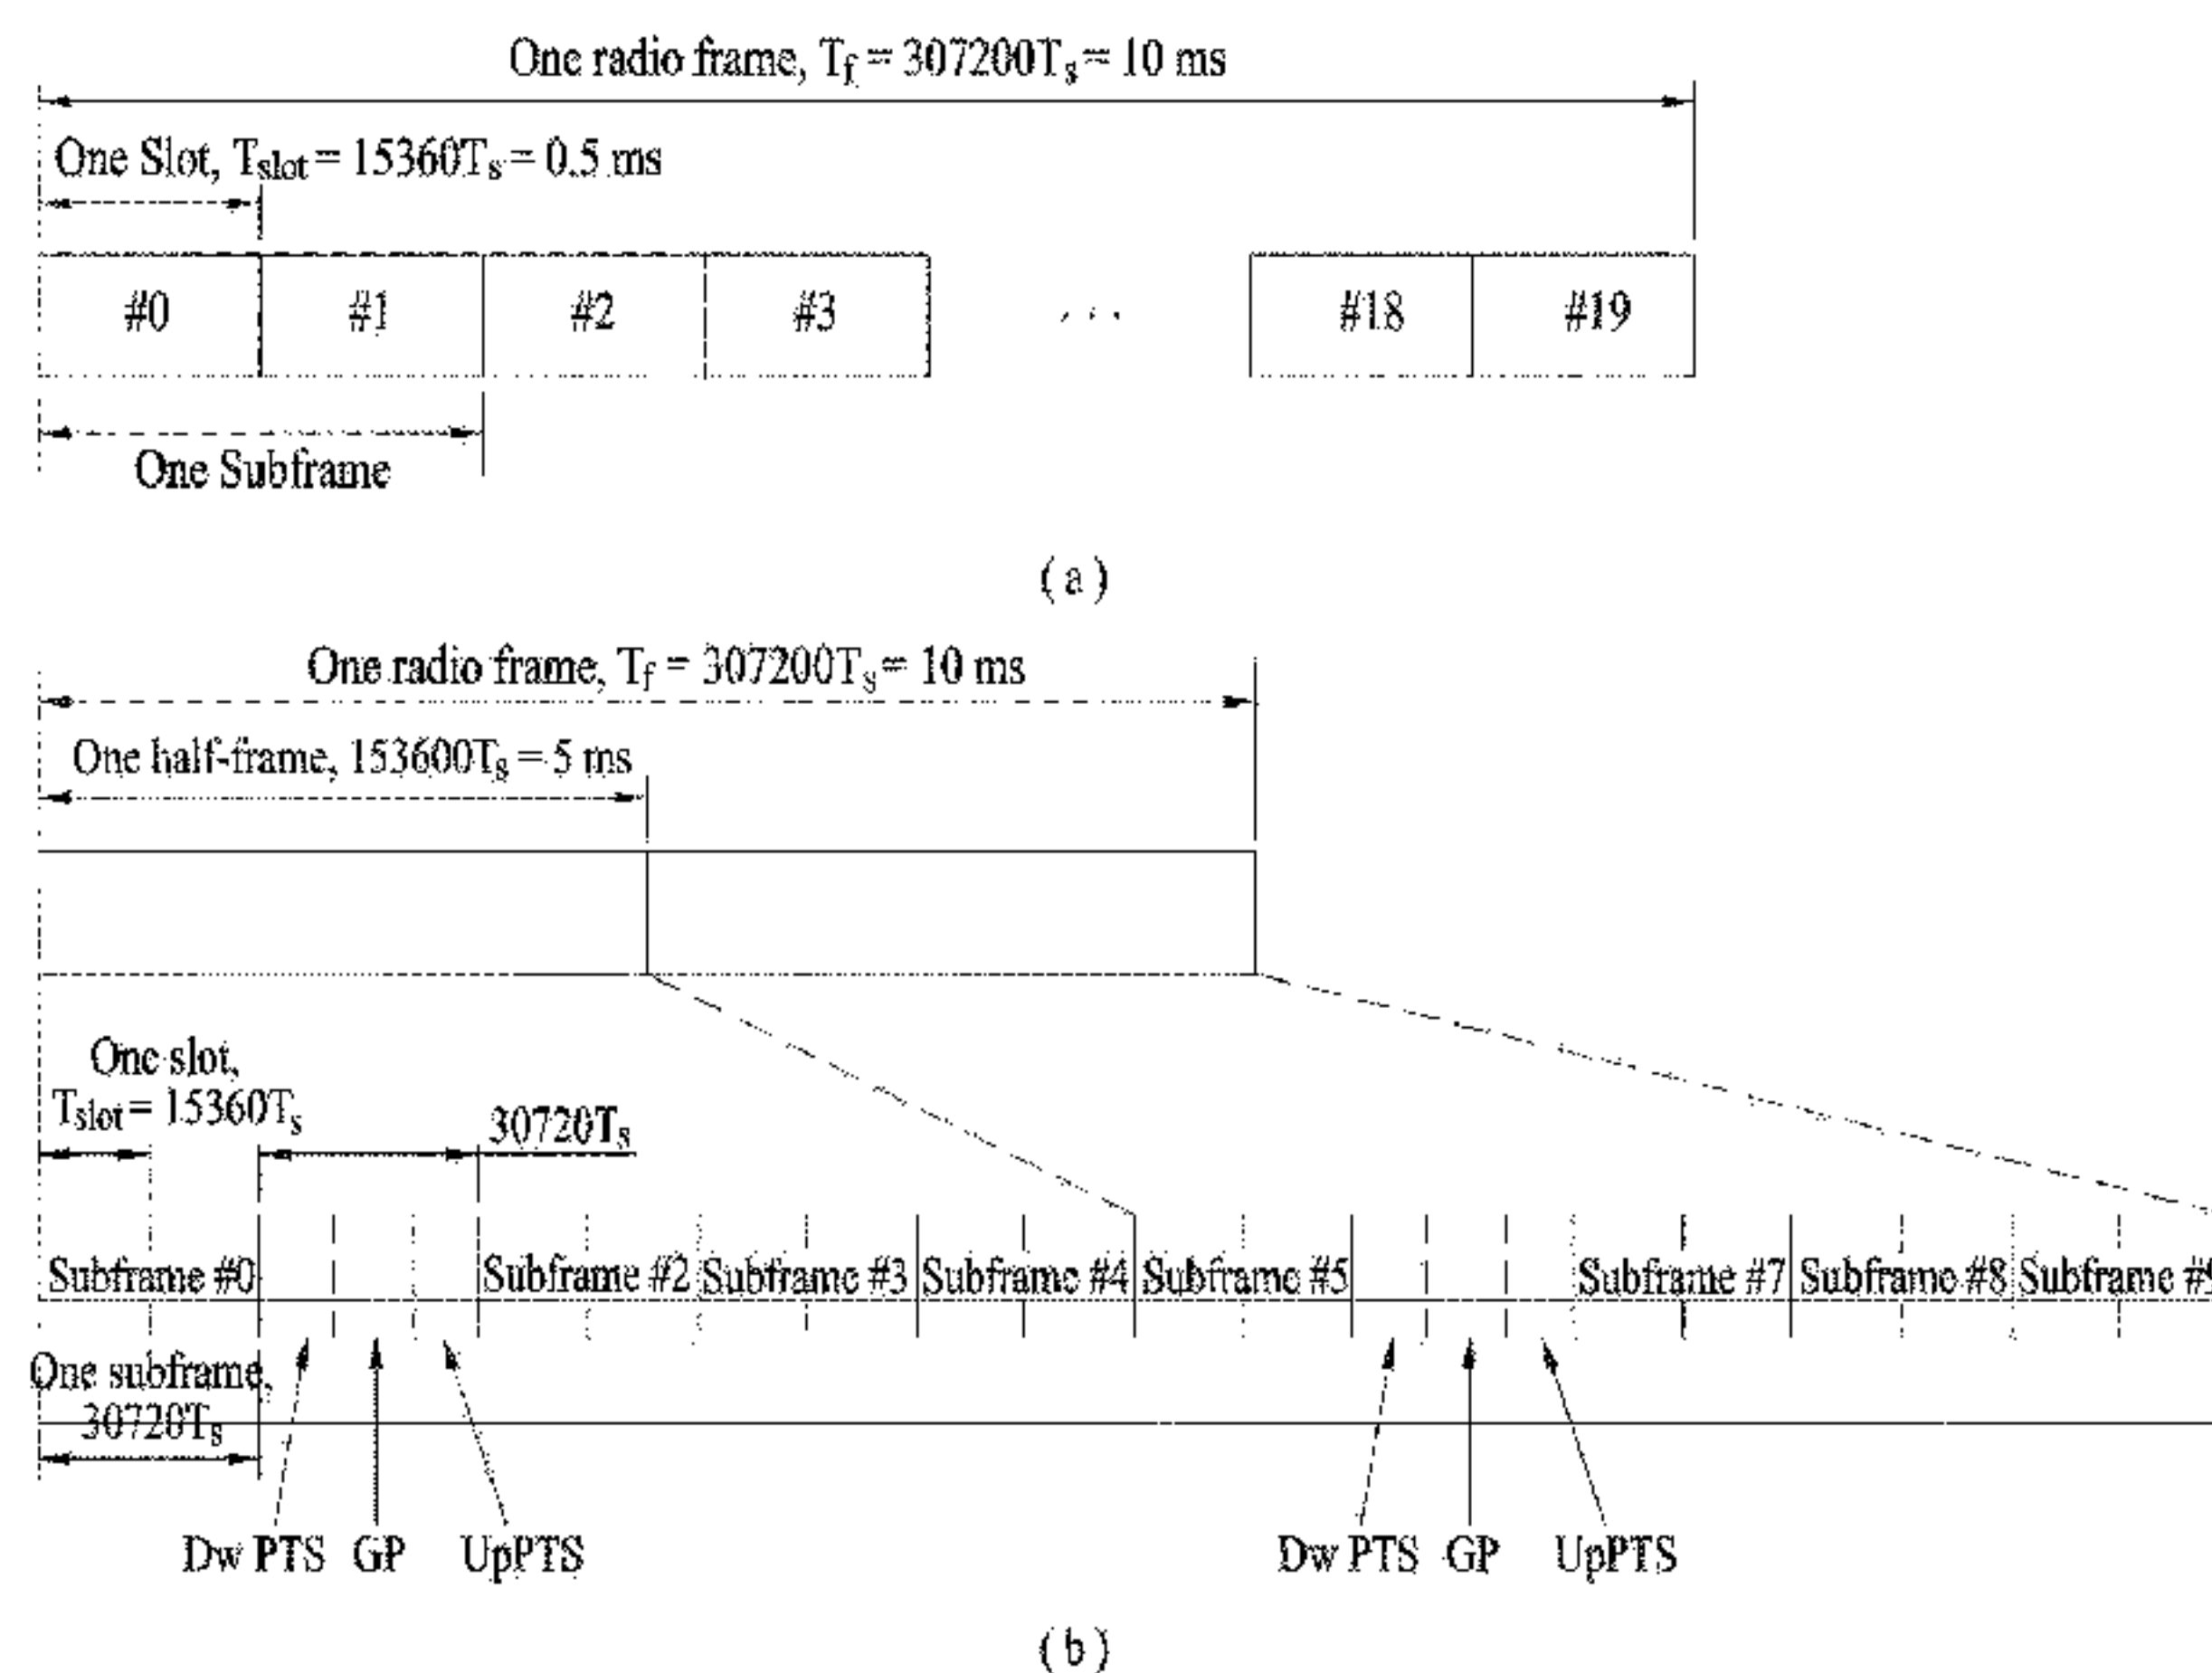 One radio frame, Tf = 307200Ts = 10 ms
One Slot, Tslot = 15360Ts = 0.5 ms
#0 #1 #2 #3 ... #18 #19
One Subframe
(a)
One radio frame, Tf = 307200Ts = 10 ms
One half-frame, 153600Ts = 5 ms
One slot,
Tslot = 15360Ts
30720Ts
Subframe #0 Subframe #2 Subframe #3 Subframe #4 Subframe #5 Subframe #7 Subframe #8 Subframe #9
One subframe,
30720Ts
Dw PTS GP UpPTS Dw PTS GP UpPTS
(b)